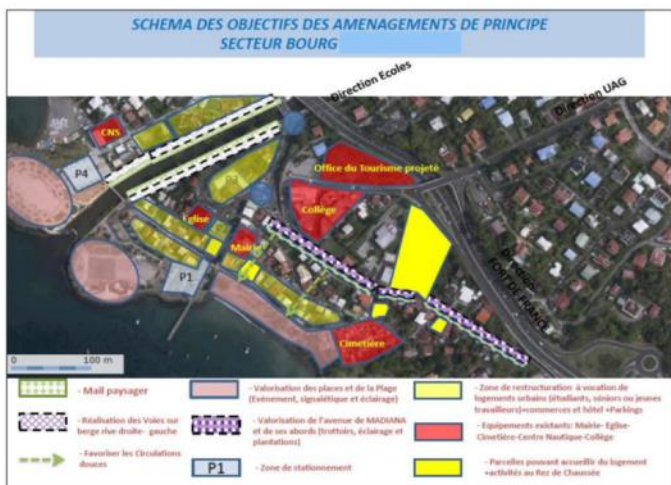 SCHEMA DES OBJECTIFS DES AMENAGEMENTS DE PRINCIPE
SECTEUR BOURG
Direction Ecoles
Direction UAG
CNS
P4
Office du Tourisme projeté
Collège
Eglise
Mairie
P1
Direction
FORT DE FRANCE
Cimetière
0 100 m
- Mail paysager
- Réalisation des Voies sur
berge rive droite- gauche
- Favoriser les Circulations
douces
- Valorisation des places et de la Plage
(Evénement, signalétique et éclairage)
- Valorisation de l'avenue de MADIANA
et de ses abords (trottoirs, éclairage et
plantations)
P1 - Zone de stationnement
- Zone de restructuration à vocation de
logements urbains (étudiants, séniors ou jeunes
travailleurs)+commerces et hôtel +Parkings
- Equipements existants: Mairie- Eglise-
Cimetière-Centre Nautique-Collège
- Parcelles pouvant accueillir du logement
+activités au Rez de Chaussée